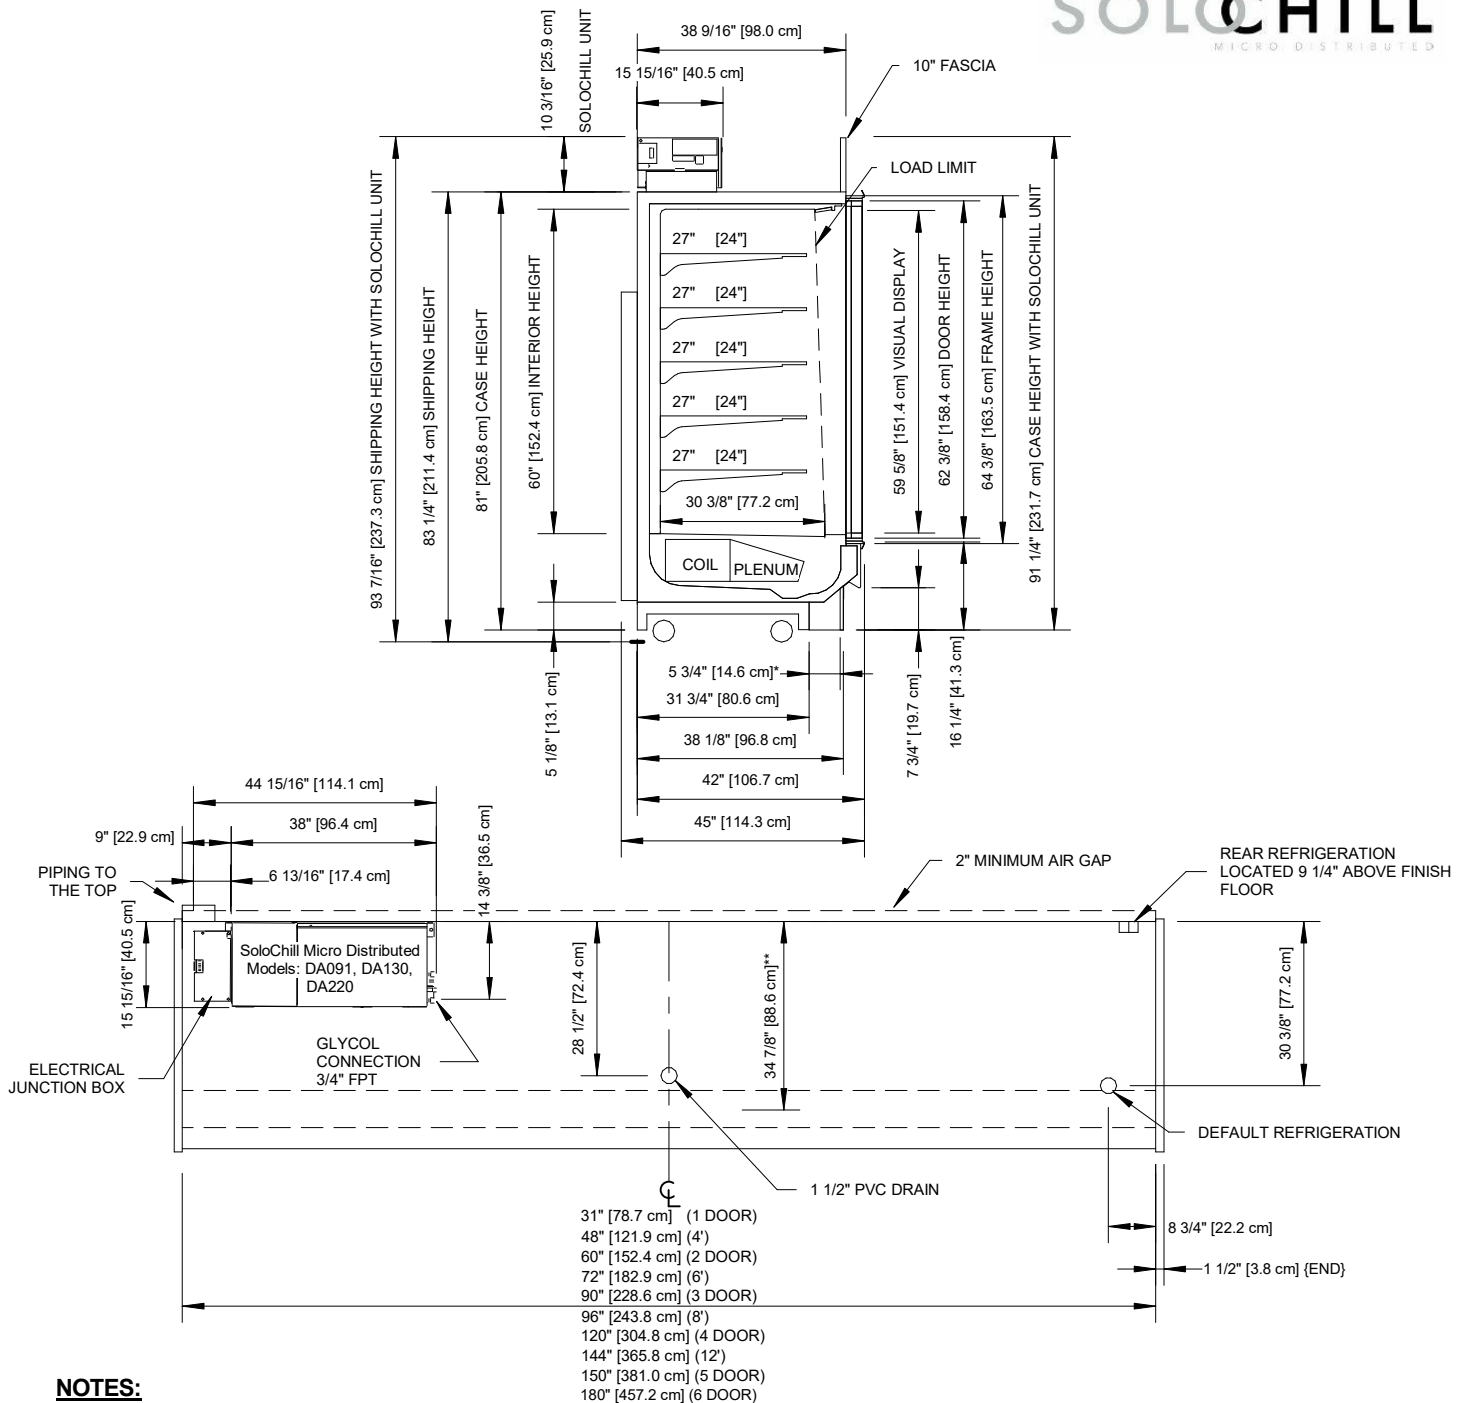 SOLOCHILL
MICRO DISTRIBUTED
38 9/16" [98.0 cm]
15 15/16" [40.5 cm]
10 3/16" [25.9 cm]
SOLOCHILL UNIT
10" FASCIA
LOAD LIMIT
93 7/16" [237.3 cm] SHIPPING HEIGHT WITH SOLOCHILL UNIT
83 1/4" [211.4 cm] SHIPPING HEIGHT
81" [205.8 cm] CASE HEIGHT
60" [152.4 cm] INTERIOR HEIGHT
27" [24"]
27" [24"]
27" [24"]
27" [24"]
27" [24"]
30 3/8" [77.2 cm]
COIL
PLENUM
59 5/8" [151.4 cm] VISUAL DISPLAY
62 3/8" [158.4 cm] DOOR HEIGHT
64 3/8" [163.5 cm] FRAME HEIGHT
91 1/4" [231.7 cm] CASE HEIGHT WITH SOLOCHILL UNIT
5 1/8" [13.1 cm]
5 3/4" [14.6 cm]*
31 3/4" [80.6 cm]
38 1/8" [96.8 cm]
42" [106.7 cm]
45" [114.3 cm]
7 3/4" [19.7 cm]
16 1/4" [41.3 cm]
44 15/16" [114.1 cm]
9" [22.9 cm]
38" [96.4 cm]
6 13/16" [17.4 cm]
14 3/8" [36.5 cm]
PIPING TO
THE TOP
15 15/16" [40.5 cm]
SoloChill Micro Distributed
Models: DA091, DA130,
DA220
2" MINIMUM AIR GAP
REAR REFRIGERATION
LOCATED 9 1/4" ABOVE FINISH
FLOOR
28 1/2" [72.4 cm]
34 7/8" [88.6 cm]**
30 3/8" [77.2 cm]
ELECTRICAL
JUNCTION BOX
GLYCOL
CONNECTION
3/4" FPT
DEFAULT REFRIGERATION
1 1/2" PVC DRAIN
CL
31" [78.7 cm] (1 DOOR)
48" [121.9 cm] (4')
60" [152.4 cm] (2 DOOR)
72" [182.9 cm] (6')
90" [228.6 cm] (3 DOOR)
96" [243.8 cm] (8')
120" [304.8 cm] (4 DOOR)
144" [365.8 cm] (12')
150" [381.0 cm] (5 DOOR)
180" [457.2 cm] (6 DOOR)
8 3/4" [22.2 cm]
1 1/2" [3.8 cm] {END}
NOTES: